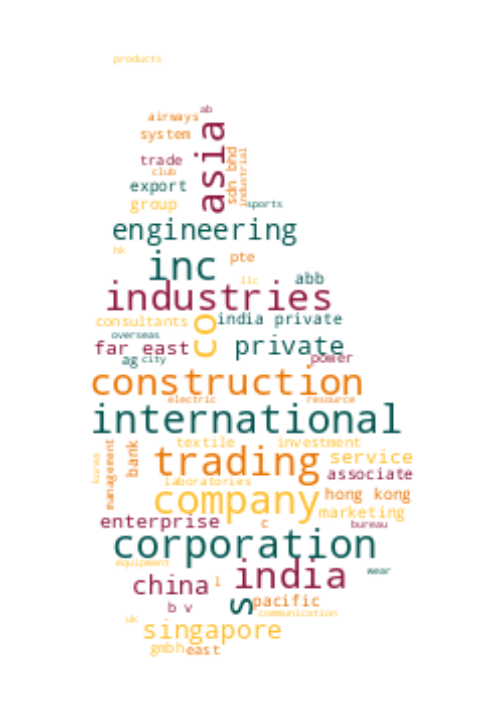 products
ab
airways
system
asia
trade
club
sdn bhd
industrial
export
group
sports
engineering
hk
pte
inc
llc
abb
industries
consultants
co
india private
overseas
far east
private
ag
city
power
construction
electric
resource
international
textile
investment
korea
management
bank
trading
service
associate
laboratories
company
hong kong
marketing
enterprise
c
bureau
corporation
equipment
india
wear
china
l
s
pacific
b v
communication
uk
singapore
gmbh
east